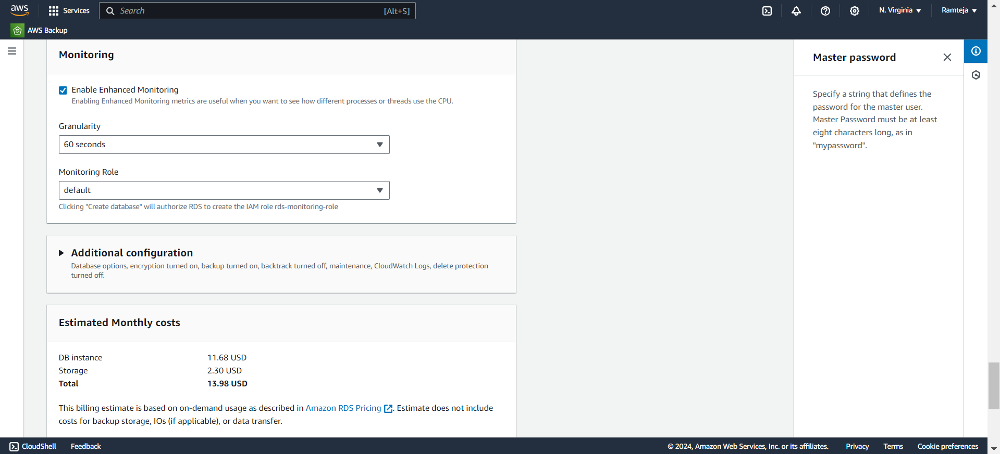 aws
Services
Search
[Alt+S]
N. Virginia
Ramteja
AWS Backup
Monitoring
Enable Enhanced Monitoring
Enabling Enhanced Monitoring metrics are useful when you want to see how different processes or threads use the CPU.
Granularity
60 seconds
Monitoring Role
default
Clicking "Create database" will authorize RDS to create the IAM role rds-monitoring-role
Additional configuration
Database options, encryption turned on, backup turned on, backtrack turned off, maintenance, CloudWatch Logs, delete protection
turned off.
Estimated Monthly costs
DB instance 11.68 USD
Storage 2.30 USD
Total 13.98 USD
This billing estimate is based on on-demand usage as described in Amazon RDS Pricing. Estimate does not include
costs for backup storage, IOs (if applicable), or data transfer.
Master password
Specify a string that defines the
password for the master user.
Master Password must be at least
eight characters long, as in
"mypassword".
CloudShell
Feedback
© 2024, Amazon Web Services, Inc. or its affiliates.
Privacy
Terms
Cookie preferences